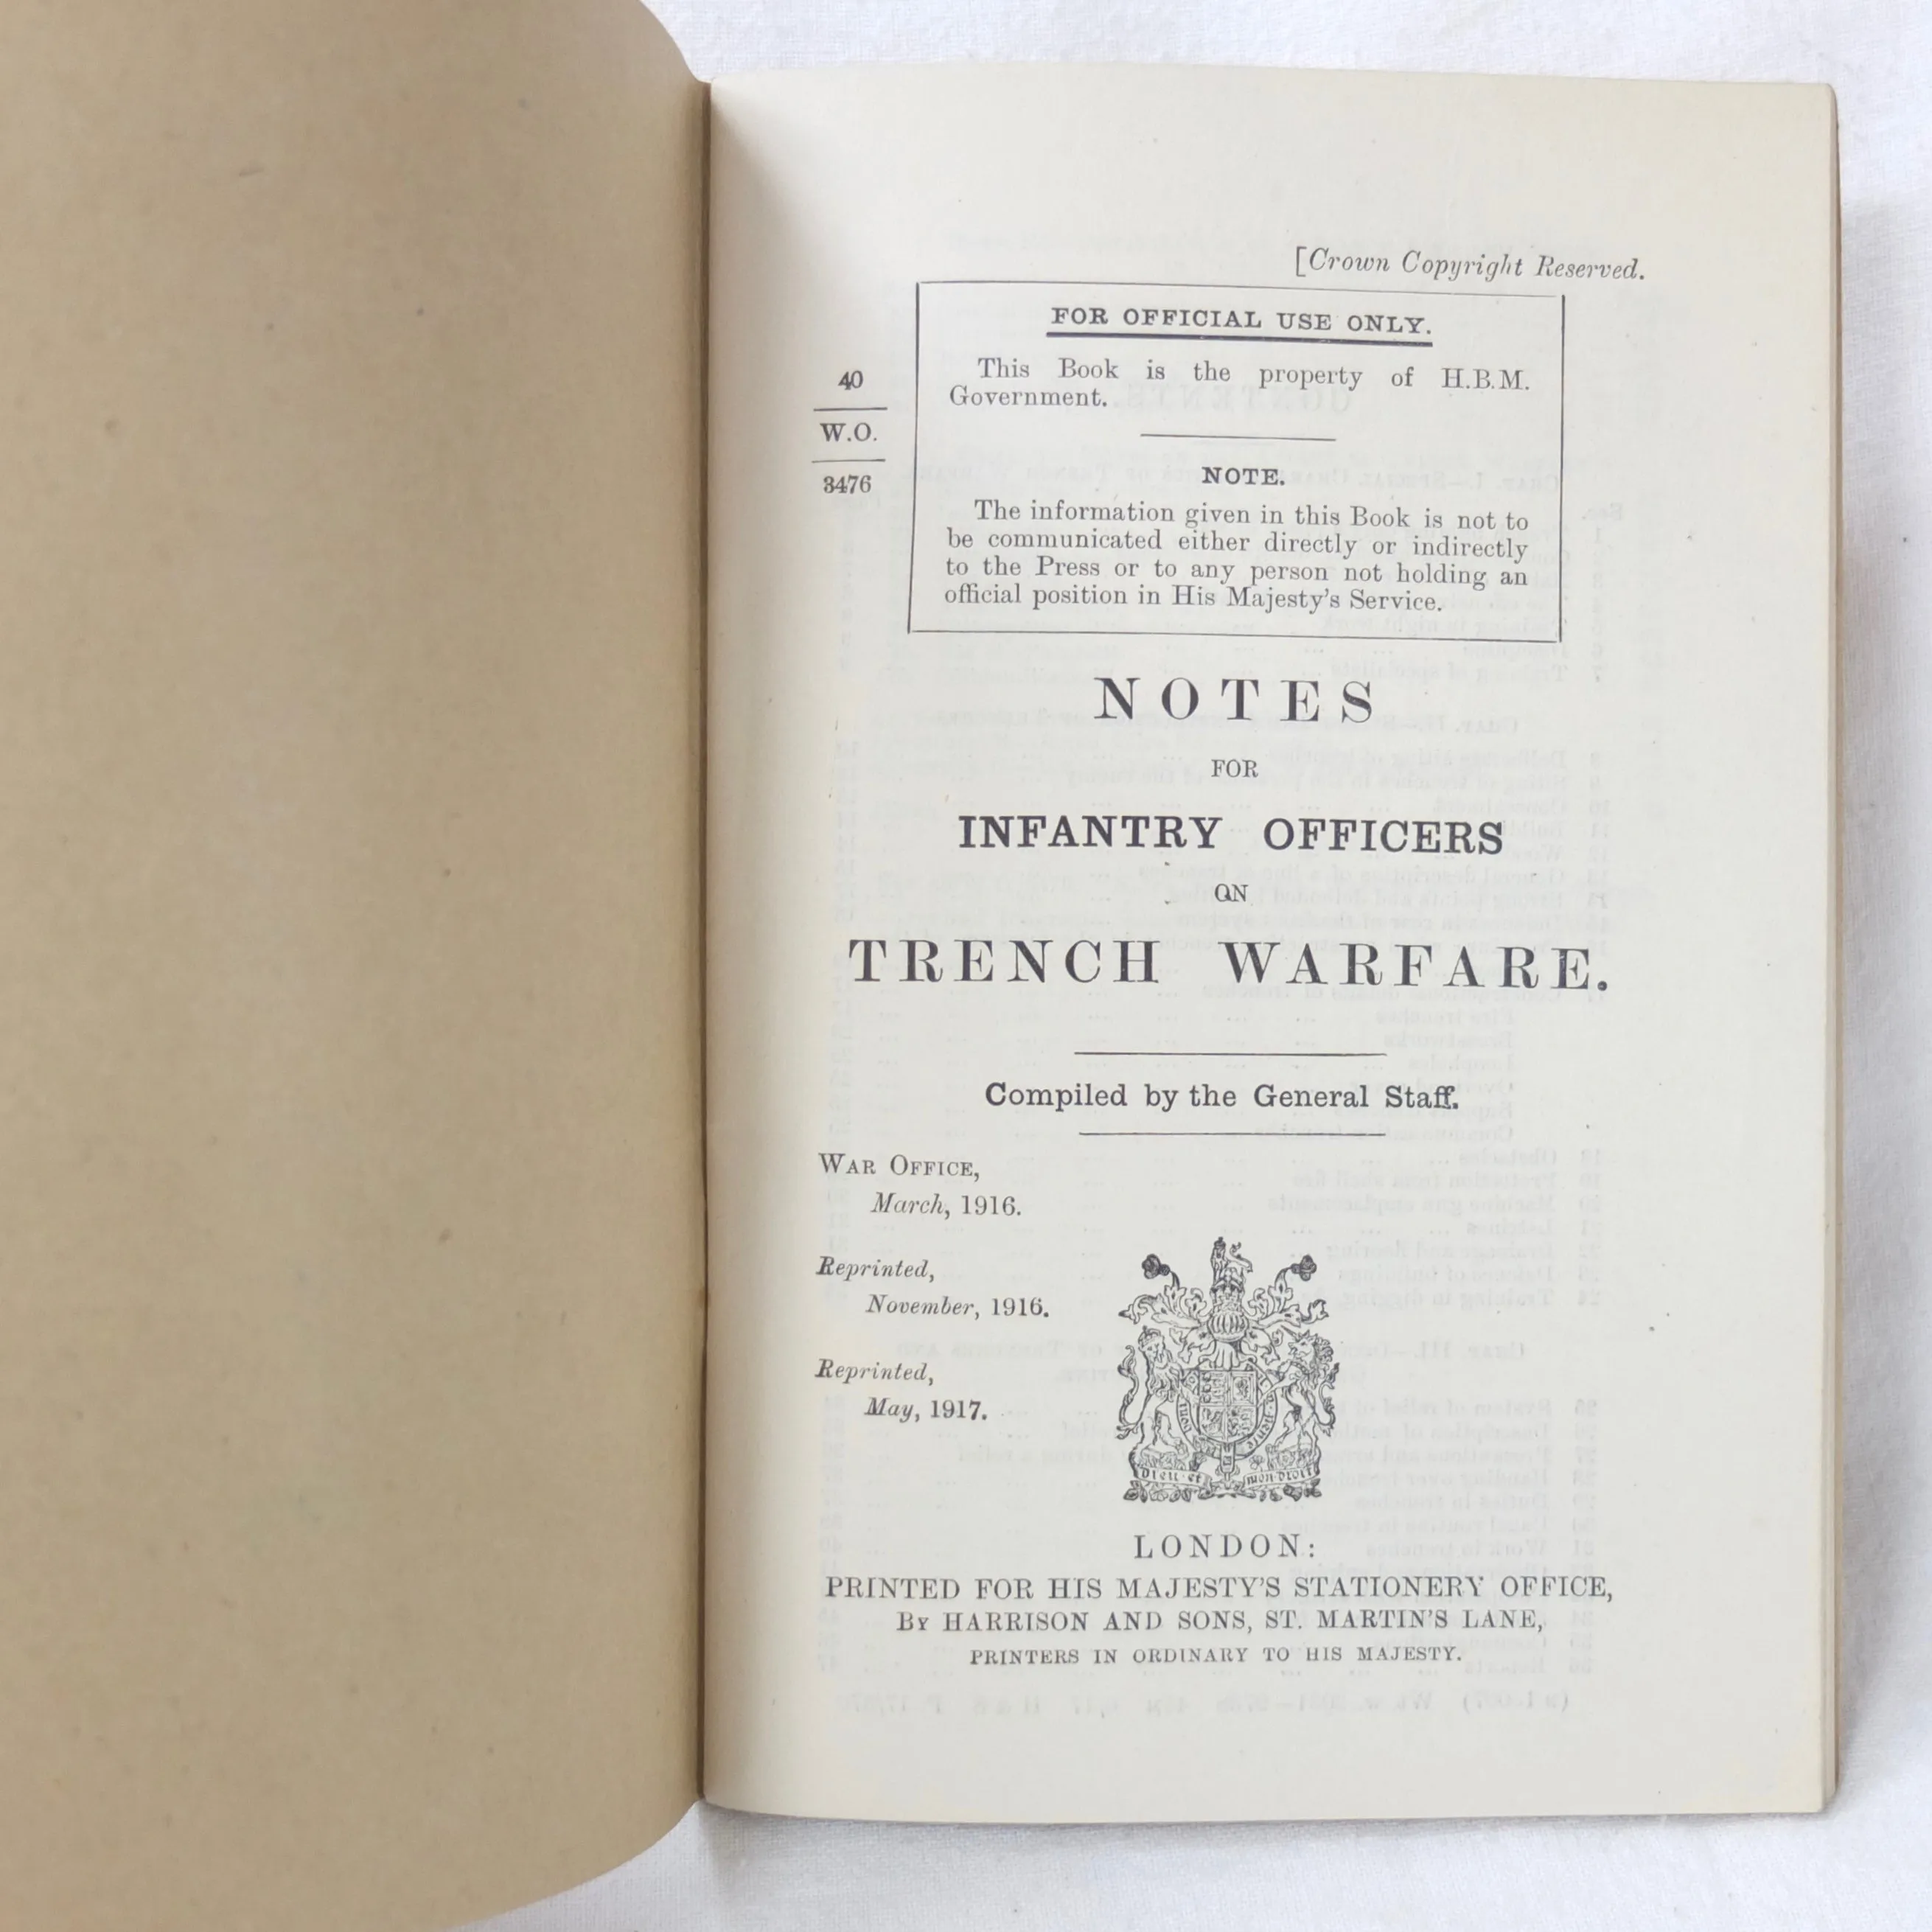 [Crown Copyright Reserved.
FOR OFFICIAL USE ONLY.
This Book is the property of H.B.M.
Government.
40
W.O.
3476
NOTE.
The information given in this Book is not to
be communicated either directly or indirectly
to the Press or to any person not holding an
official position in His Majesty's Service.
NOTES
FOR
INFANTRY OFFICERS
ON
TRENCH WARFARE.
Compiled by the General Staff.
WAR OFFICE,
March, 1916.
Reprinted,
November, 1916.
Reprinted,
May, 1917.
DIEU ET MON DROIT
LONDON:
PRINTED FOR HIS MAJESTY'S STATIONERY OFFICE,
BY HARRISON AND SONS, ST. MARTIN'S LANE,
PRINTERS IN ORDINARY TO HIS MAJESTY.